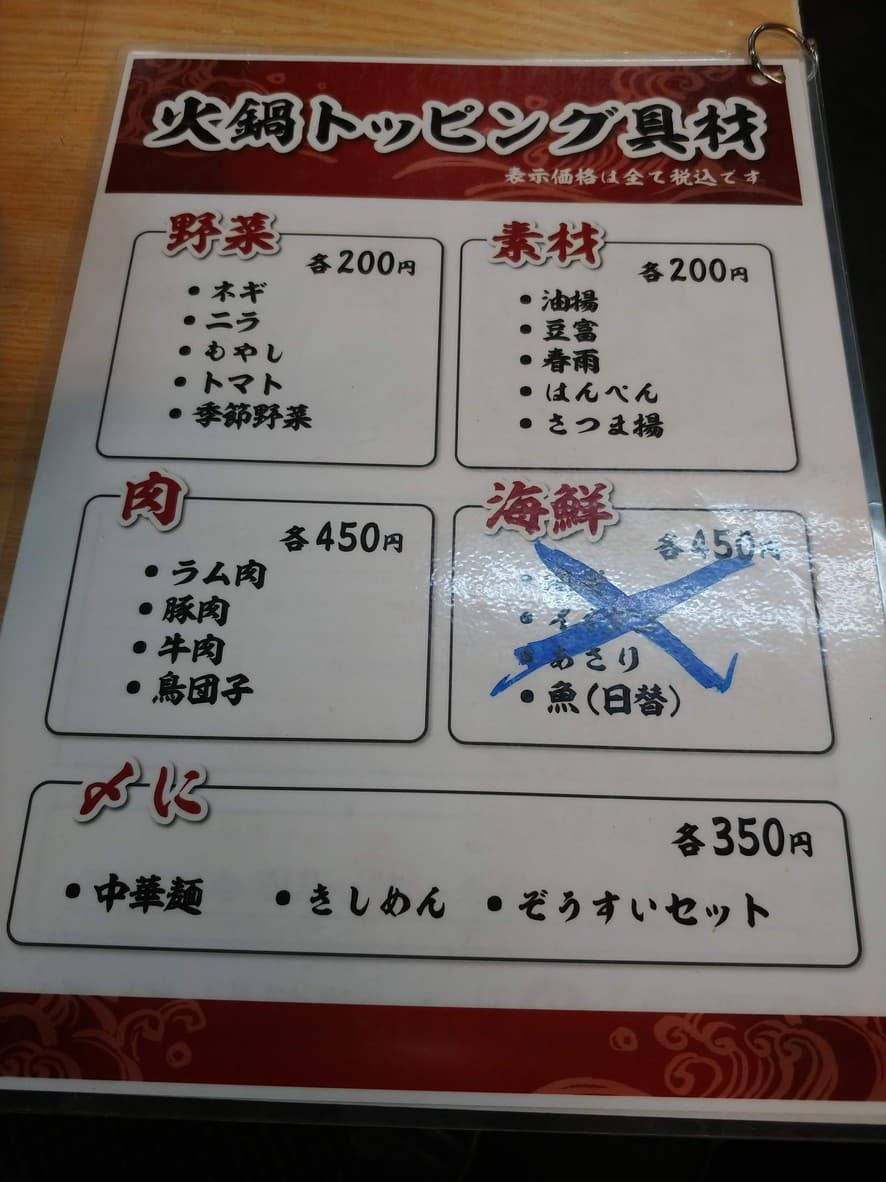 火鍋トッピング具材
表示価格は全て税込です
野菜
各200円
・ネギ
・ニラ
・もやし
・トマト
・季節野菜
素材
各200円
・油揚
・豆富
・春雨
・はんぺん
・さつま揚
肉
各450円
・ラム肉
・豚肉
・牛肉
・鳥団子
海鮮
各450円
・あさり
・魚(日替)
〆に
各350円
・中華麺 ・きしめん ・ぞうすいセット